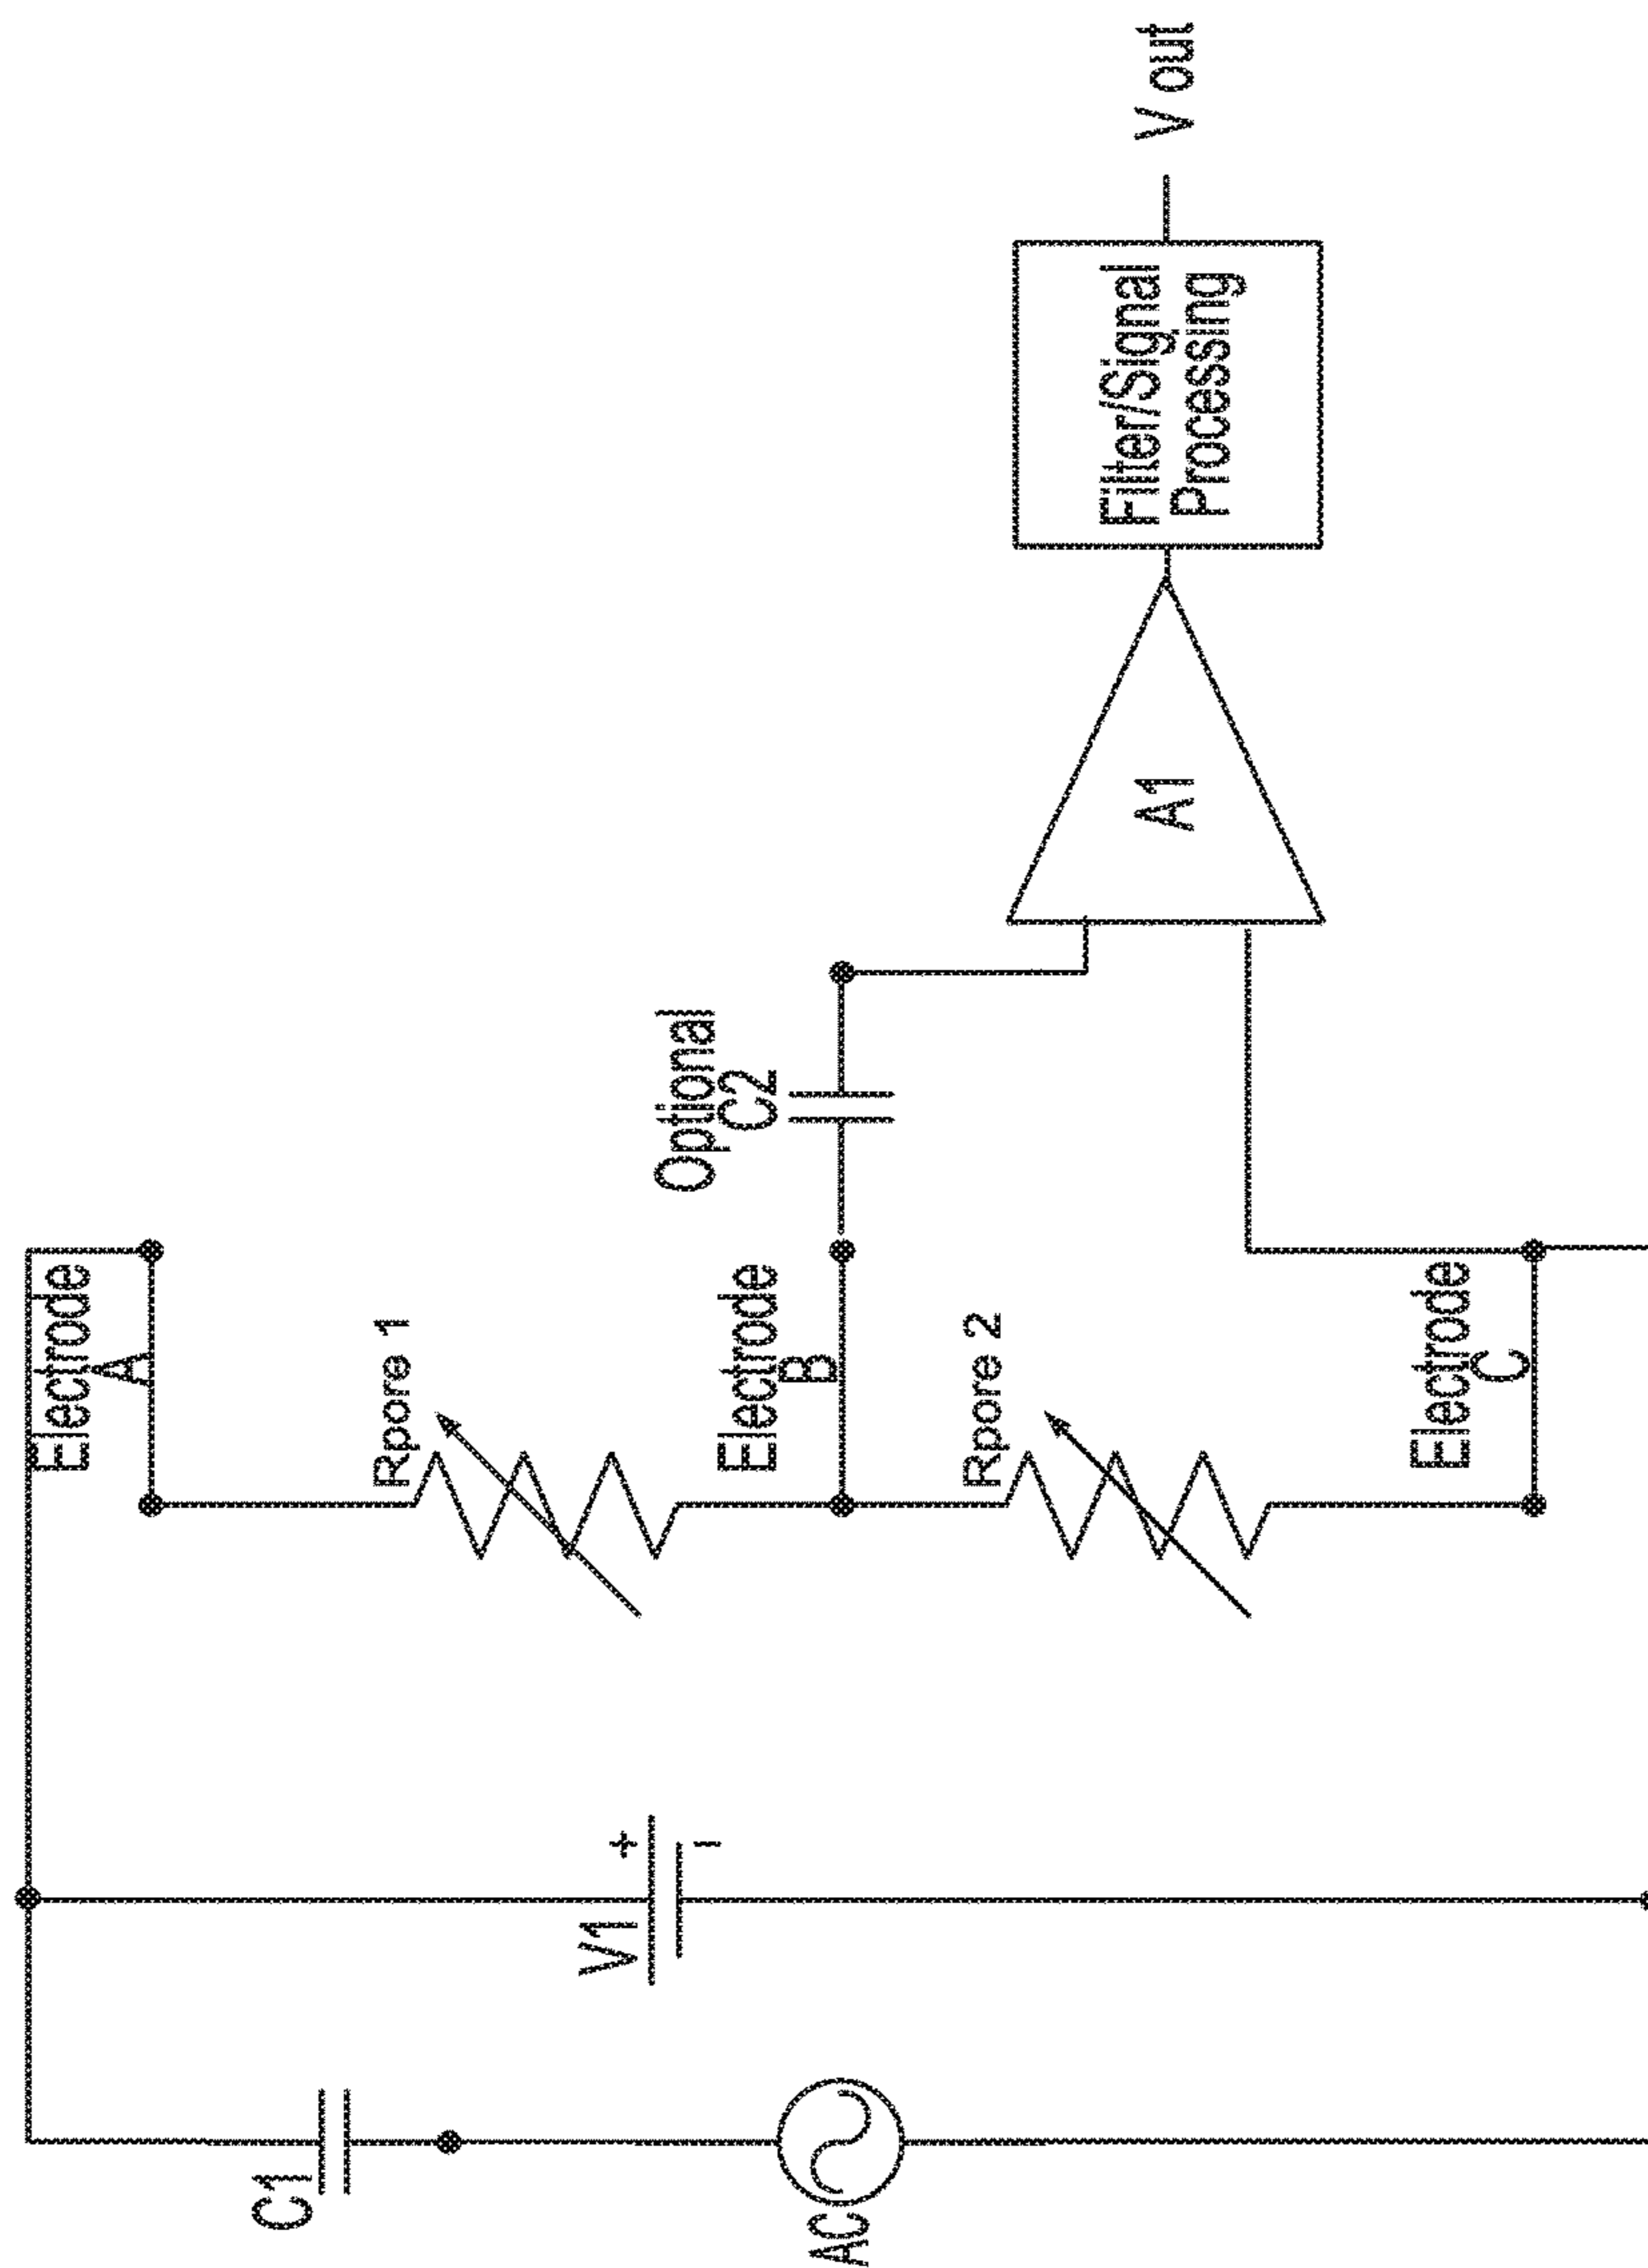 Electrode
A
Rpore 1
Electrode
B
Rpore 2
Electrode
C
Optional
C2
A1
Filter/Signal
Processing
V out
V1
+
−
C1
AC